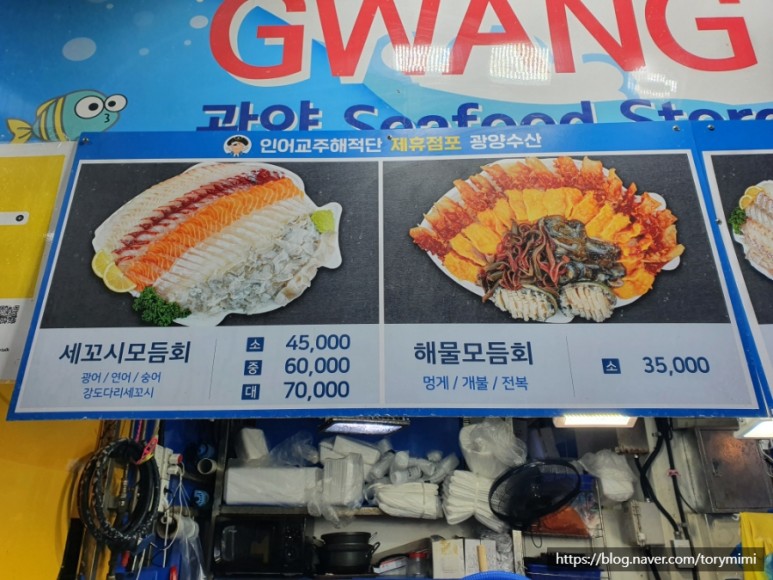 GWANG
광양 Seafood Store
인어교주해적단 제휴점포 광양수산
세꼬시모듬회
광어 / 연어 / 숭어
강도다리세꼬시
소 45,000
중 60,000
대 70,000
해물모듬회
멍게 / 개불 / 전복
소 35,000
https://blog.naver.com/torymimi